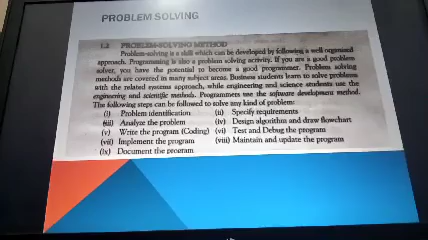 PROBLEM SOLVING
1.2 PROBLEM-SOLVING METHOD
Problem-solving is a skill which can be developed by following a well organized
approach. Programming is also a problem solving activity. If you are a good problem
solver, you have the potential to become a good programmer. Problem solving
methods are covered in many subject areas. Business students learn to solve problems
with the related systems approach, while engineering and science students use the
engineering and scientific methods. Programmers use the software development method.
The following steps can be followed to solve any kind of problem:
(i) Problem identification (ii) Specify requirements
(iii) Analyze the problem (iv) Design algorithm and draw flowchart
(v) Write the program (Coding) (vi) Test and Debug the program
(vii) Implement the program (viii) Maintain and update the program
(ix) Document the program